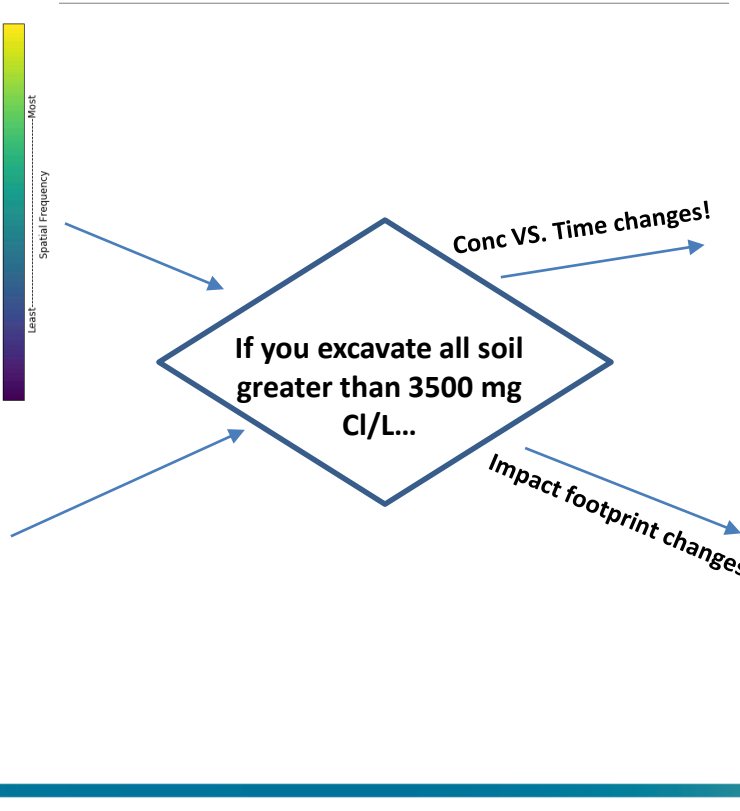 Least----------------------Most
Spatial Frequency
Conc VS. Time changes!
If you excavate all soil
greater than 3500 mg
Cl/L…
Impact footprint changes